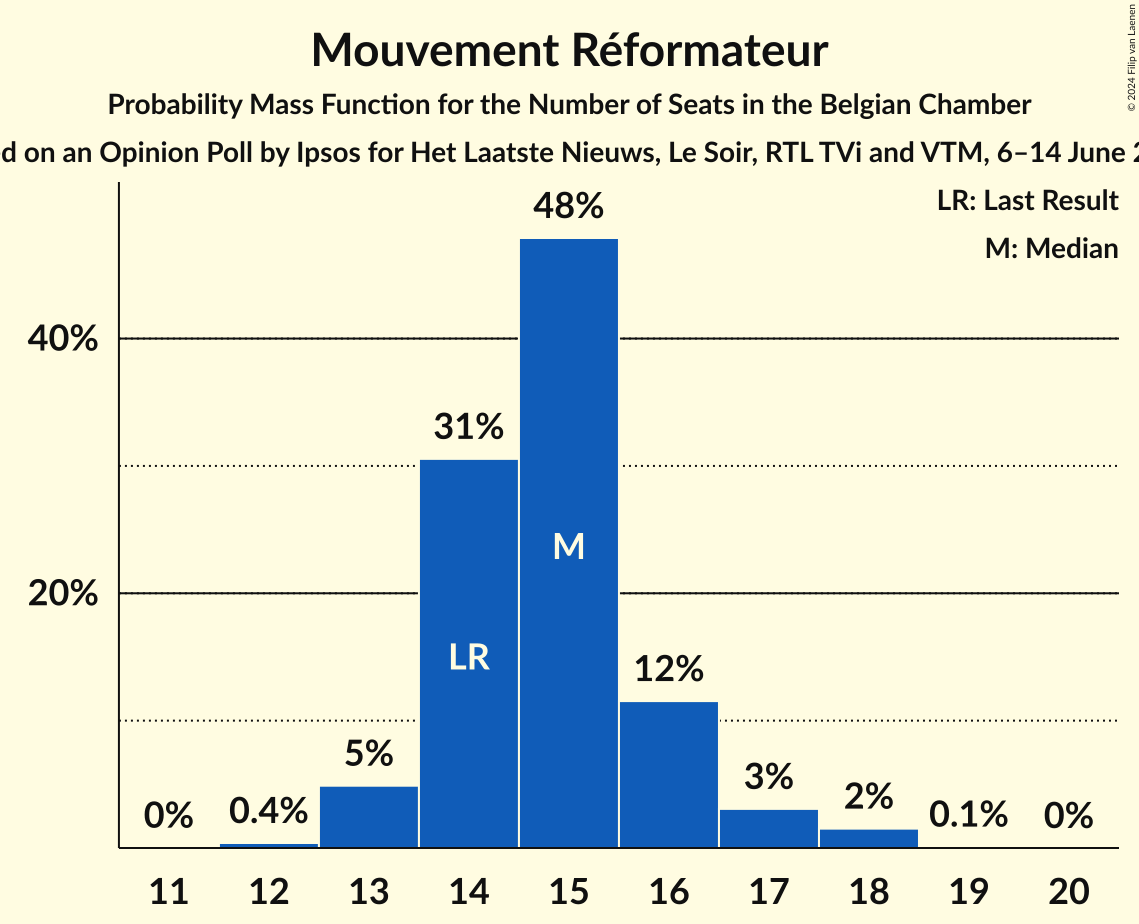 Mouvement Réformateur
Probability Mass Function for the Number of Seats in the Belgian Chamber
on an Opinion Poll by Ipsos for Het Laatste Nieuws, Le Soir, RTL TVi and VTM, 6–14 June
© 2024 Filip van Laenen
LR: Last Result
M: Median
48%
40%
31%
M
20%
LR
12%
5%
3%
2%
0% 0.4% 0.1% 0%
11 12 13 14 15 16 17 18 19 20